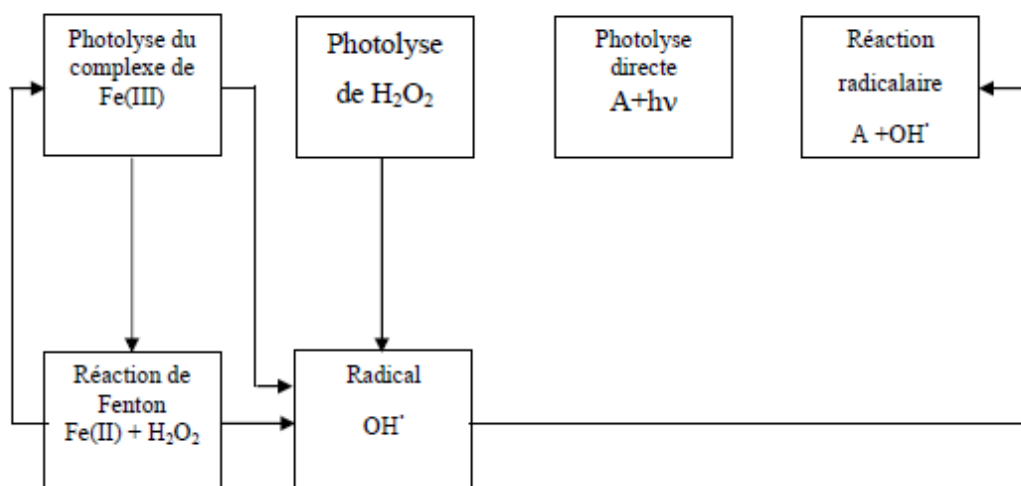 Photolyse du
complexe de
Fe(III)
Photolyse
de H₂O₂
Photolyse
directe
A+hν
Réaction
radicalaire
A +OH˙
Réaction de
Fenton
Fe(II) + H₂O₂
Radical
OH˙